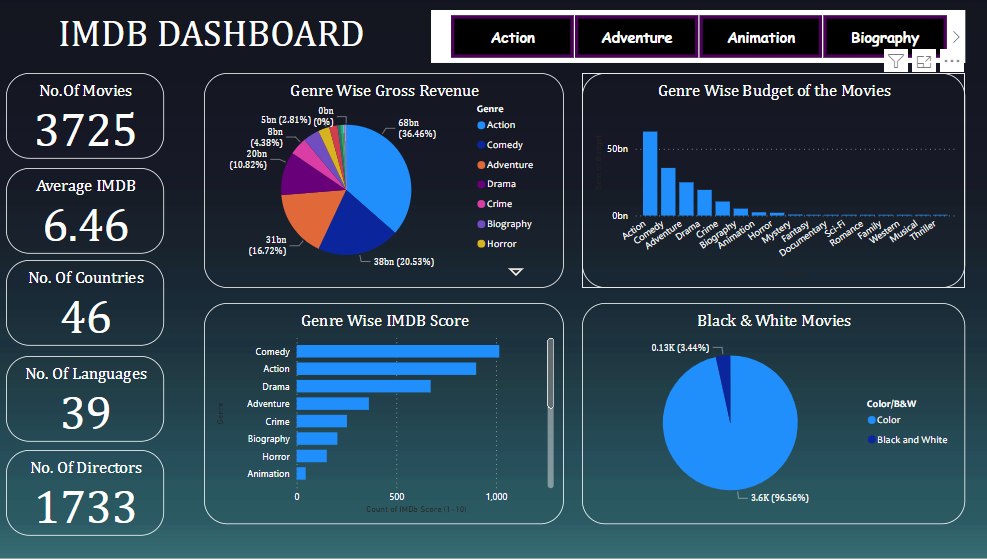 IMDB DASHBOARD
Action
Adventure
Animation
Biography
No.Of Movies
3725
Average IMDB
6.46
No. Of Countries
46
No. Of Languages
39
No. Of Directors
1733
Genre Wise Gross Revenue
0bn
(0%)
5bn (2.81%)
8bn
(4.38%)
20bn
(10.82%)
31bn
(16.72%)
38bn (20.53%)
68bn
(36.46%)
Genre
Action
Comedy
Adventure
Drama
Crime
Biography
Horror
Genre Wise Budget of the Movies
50bn
0bn
Action
Comedy
Adventure
Drama
Crime
Biography
Animation
Horror
Mystery
Fantasy
Documentary
Sci-Fi
Romance
Family
Western
Musical
Thriller
Genre Wise IMDB Score
Genre
Comedy
Action
Drama
Adventure
Crime
Biography
Horror
Animation
0
500
1,000
Count of IMDb Score (1-10)
Black & White Movies
0.13K (3.44%)
3.6K (96.56%)
Color/B&W
Color
Black and White